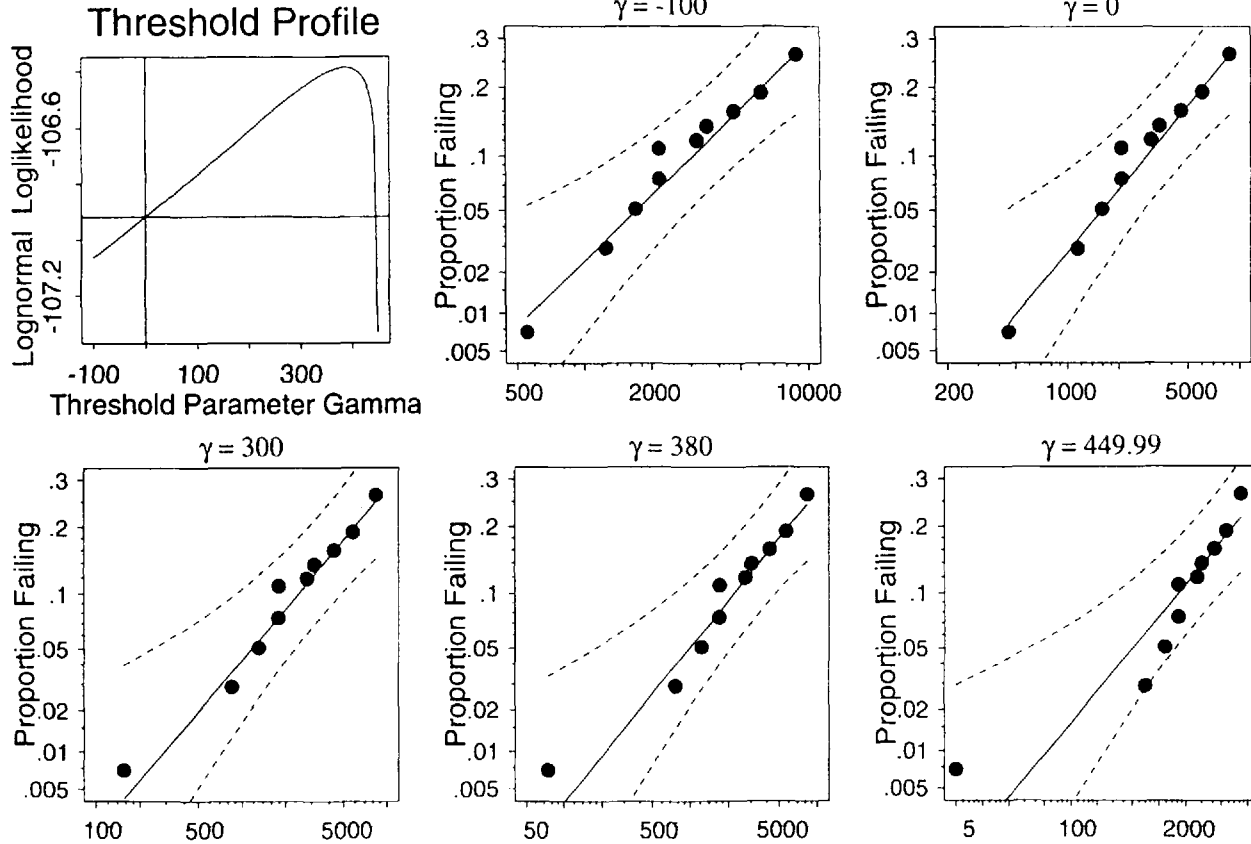 Threshold Profile
Lognormal Loglikelihood
-106.6
-107.2
-100 100 300
Threshold Parameter Gamma
γ = -100
Proportion Failing
.3
.2
.1
.05
.02
.01
.005
500 2000 10000
γ = 0
Proportion Failing
.3
.2
.1
.05
.02
.01
.005
200 1000 5000
γ = 300
Proportion Failing
.3
.2
.1
.05
.02
.01
.005
100 500 5000
γ = 380
Proportion Failing
.3
.2
.1
.05
.02
.01
.005
50 500 5000
γ = 449.99
Proportion Failing
.3
.2
.1
.05
.02
.01
.005
5 100 2000